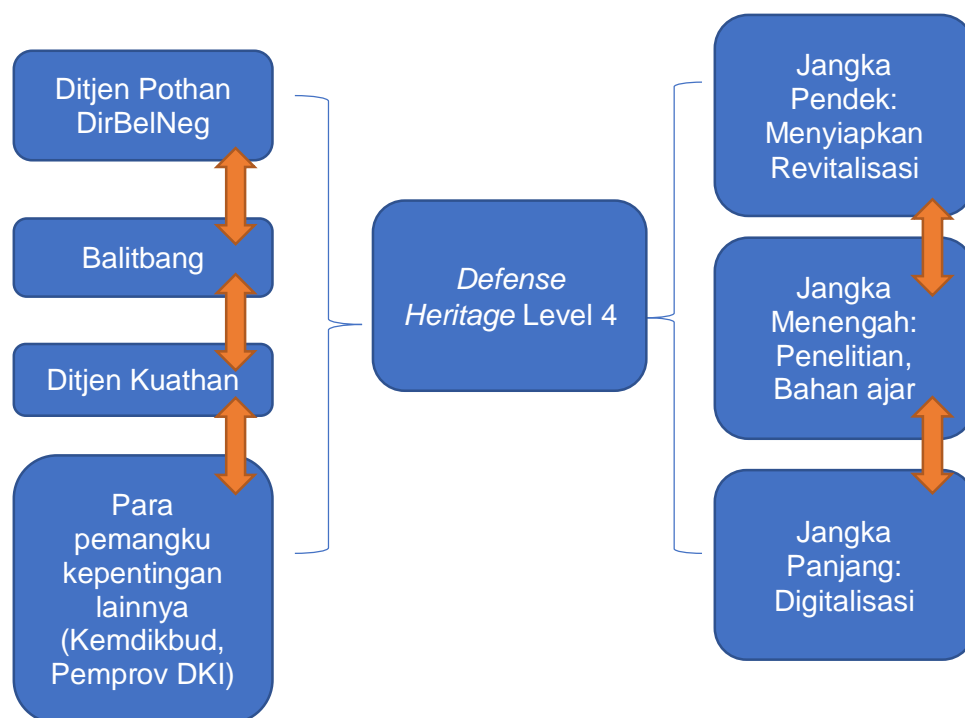 Ditjen Pothan
DirBelNeg
Balitbang
Ditjen Kuathan
Para
pemangku
kepentingan
lainnya
(Kemdikbud,
Pemprov DKI)
Defense
Heritage Level 4
Jangka
Pendek:
Menyiapkan
Revitalisasi
Jangka
Menengah:
Penelitian,
Bahan ajar
Jangka
Panjang:
Digitalisasi